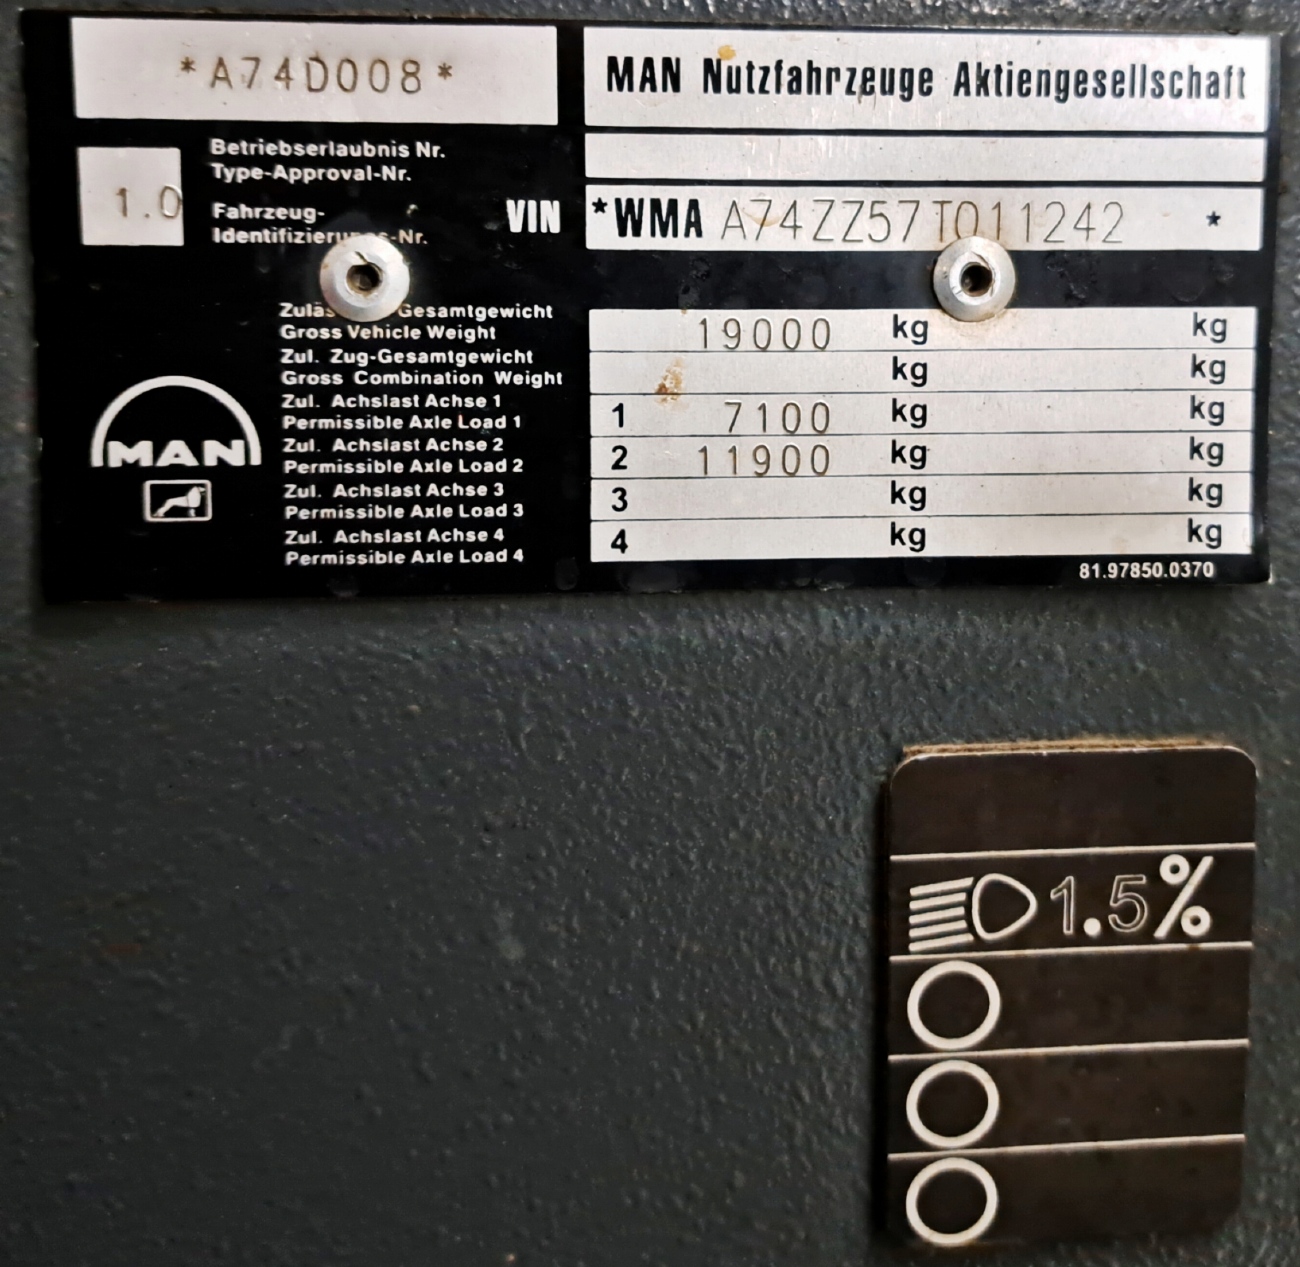 *A74D008*
MAN Nutzfahrzeuge Aktiengesellschaft
Betriebserlaubnis Nr.
Type-Approval-Nr.
1.0
Fahrzeug-
Identifizierungs-Nr.
VIN *WMA A74ZZ57T011242 *
Gesamtgewicht
Gross Vehicle Weight
19000 kg kg
Zul. Zug-Gesamtgewicht
Gross Combination Weight
kg kg
Zul. Achslast Achse 1
Permissible Axle Load 1
1 7100 kg kg
Zul. Achslast Achse 2
Permissible Axle Load 2
2 11900 kg kg
Zul. Achslast Achse 3
Permissible Axle Load 3
3 kg kg
Zul. Achslast Achse 4
Permissible Axle Load 4
4 kg kg
MAN
81.97850.0370
1.5%